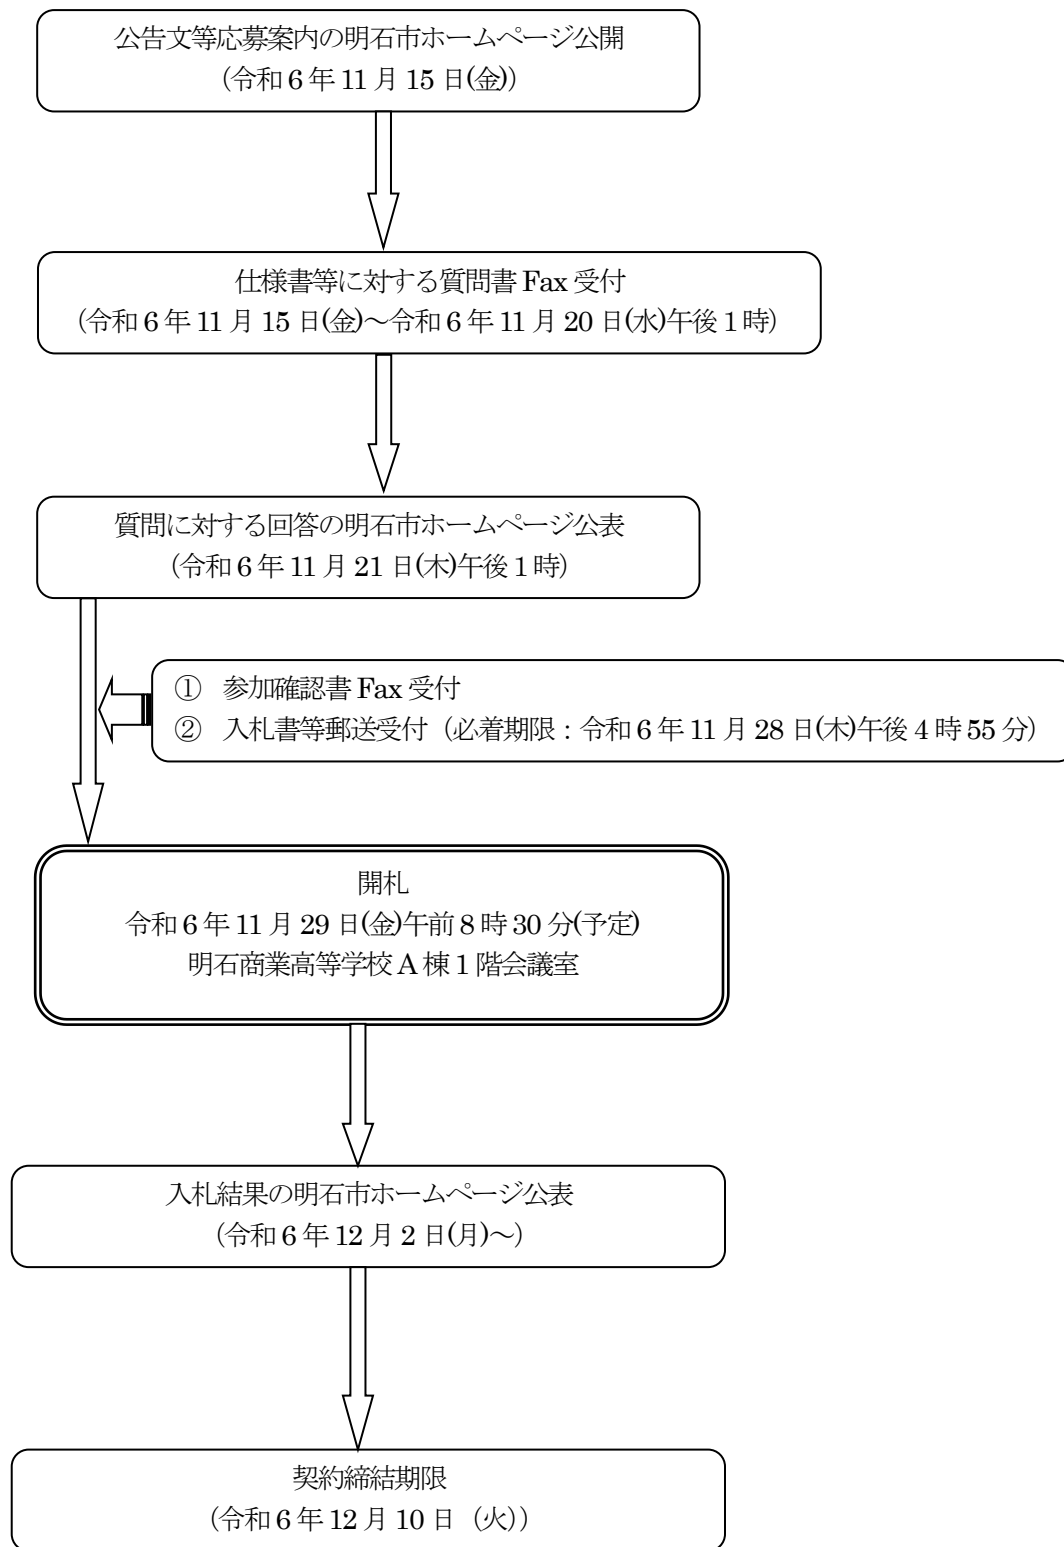 公告文等応募案内の明石市ホームページ公開
（令和6年11月15日(金)）
仕様書等に対する質問書Fax受付
（令和6年11月15日(金)～令和6年11月20日(水)午後1時）
質問に対する回答の明石市ホームページ公表
（令和6年11月21日(木)午後1時）
① 参加確認書Fax受付
② 入札書等郵送受付（必着期限：令和6年11月28日(木)午後4時55分）
開札
令和6年11月29日(金)午前8時30分(予定)
明石商業高等学校A棟1階会議室
入札結果の明石市ホームページ公表
（令和6年12月2日(月)～）
契約締結期限
（令和6年12月10日（火））